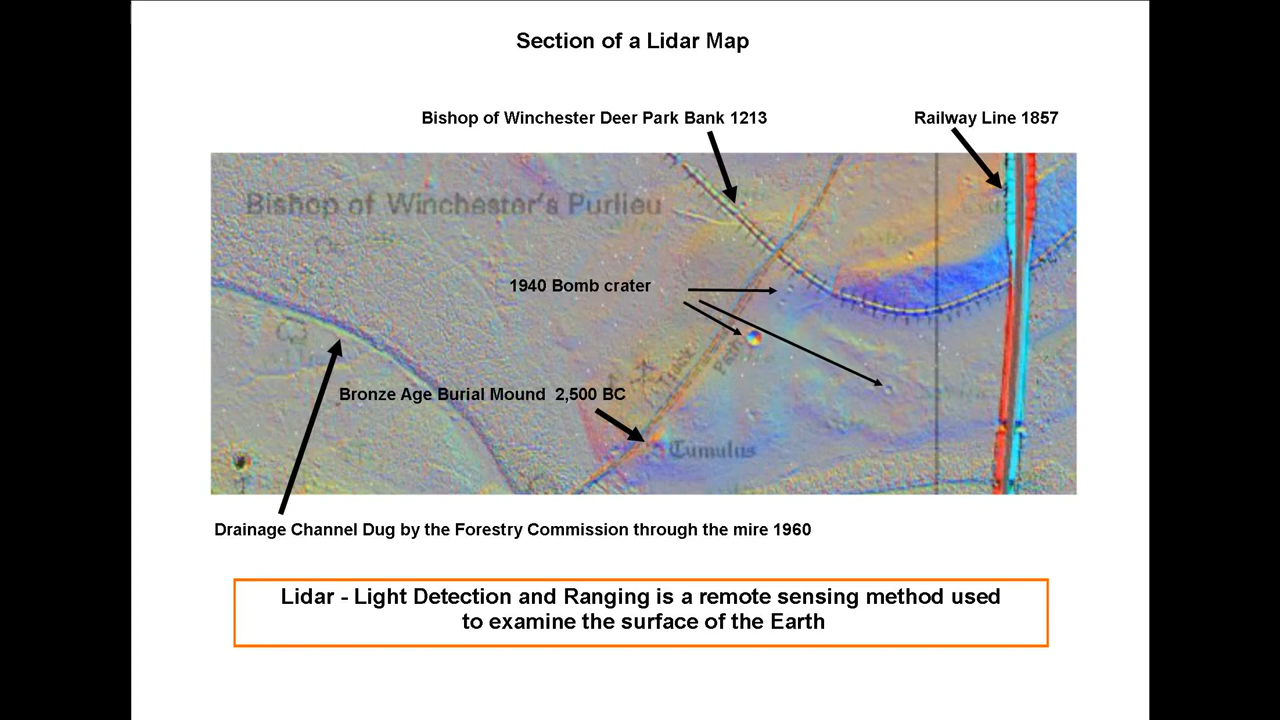 Section of a Lidar Map
Bishop of Winchester Deer Park Bank 1213
Railway Line 1857
Bishop of Winchester's Purlieu
1940 Bomb crater
Track
Path
Bronze Age Burial Mound 2,500 BC
Tumulus
Drainage Channel Dug by the Forestry Commission through the mire 1960
Lidar - Light Detection and Ranging is a remote sensing method used
to examine the surface of the Earth